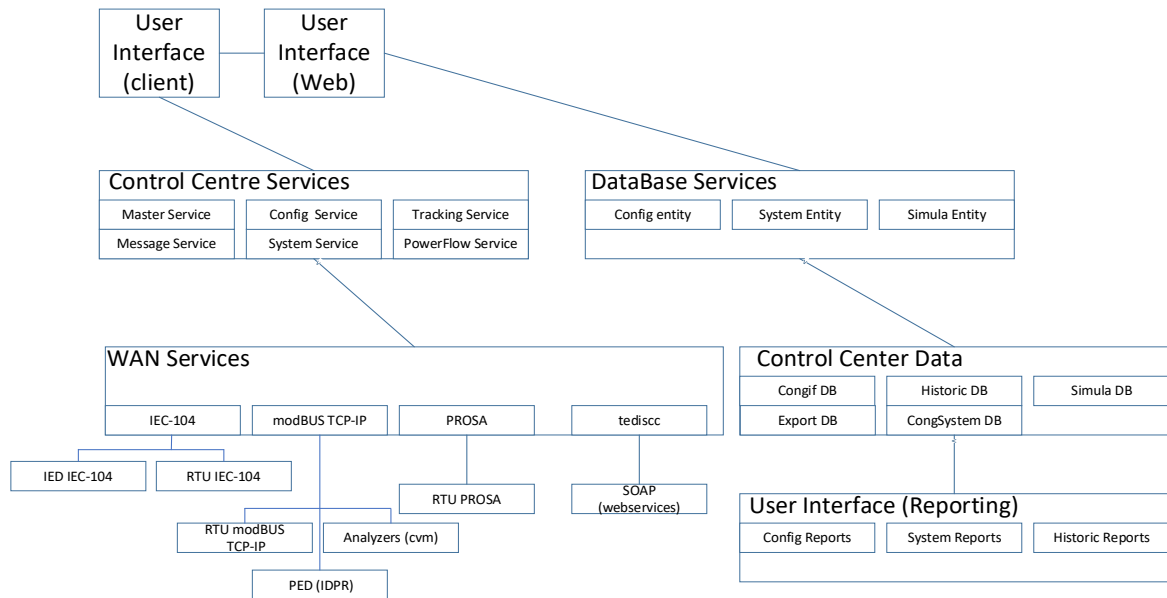 User
Interface
(client)
User
Interface
(Web)
Control Centre Services
Master Service
Config  Service
Tracking Service
Message Service
System Service
PowerFlow Service
DataBase Services
Config entity
System Entity
Simula Entity
WAN Services
IEC-104
modBUS TCP-IP
PROSA
tediscc
IED IEC-104
RTU IEC-104
RTU PROSA
SOAP
(webservices)
RTU modBUS
TCP-IP
Analyzers (cvm)
PED (IDPR)
Control Center Data
Congif DB
Historic DB
Simula DB
Export DB
CongSystem DB
User Interface (Reporting)
Config Reports
System Reports
Historic Reports